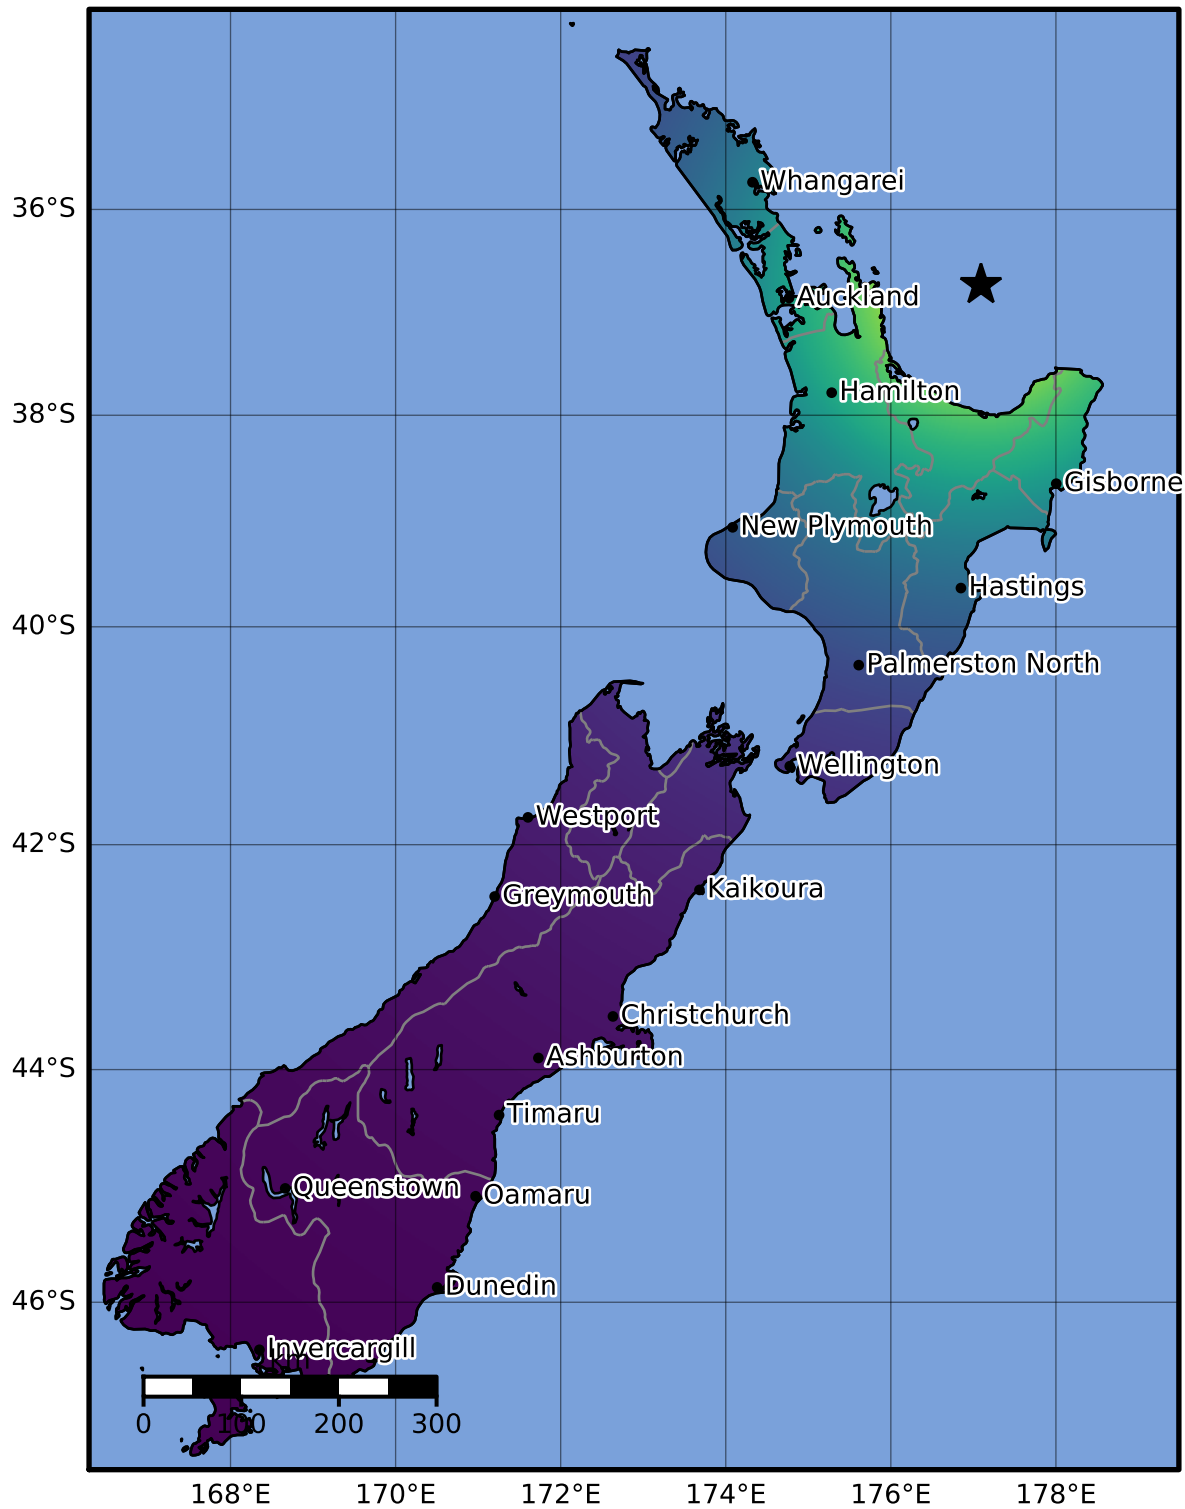 Whangarei
36°S
Auckland
Hamilton
38°S
Gisborne
New Plymouth
Hastings
40°S
Palmerston North
Wellington
Westport
42°S
Kaikoura
Greymouth
Christchurch
Ashburton
44°S
Timaru
Queenstown
Oamaru
Dunedin
46°S
Invercargill
km
0 100 200 300
168°E 170°E 172°E 174°E 176°E 178°E